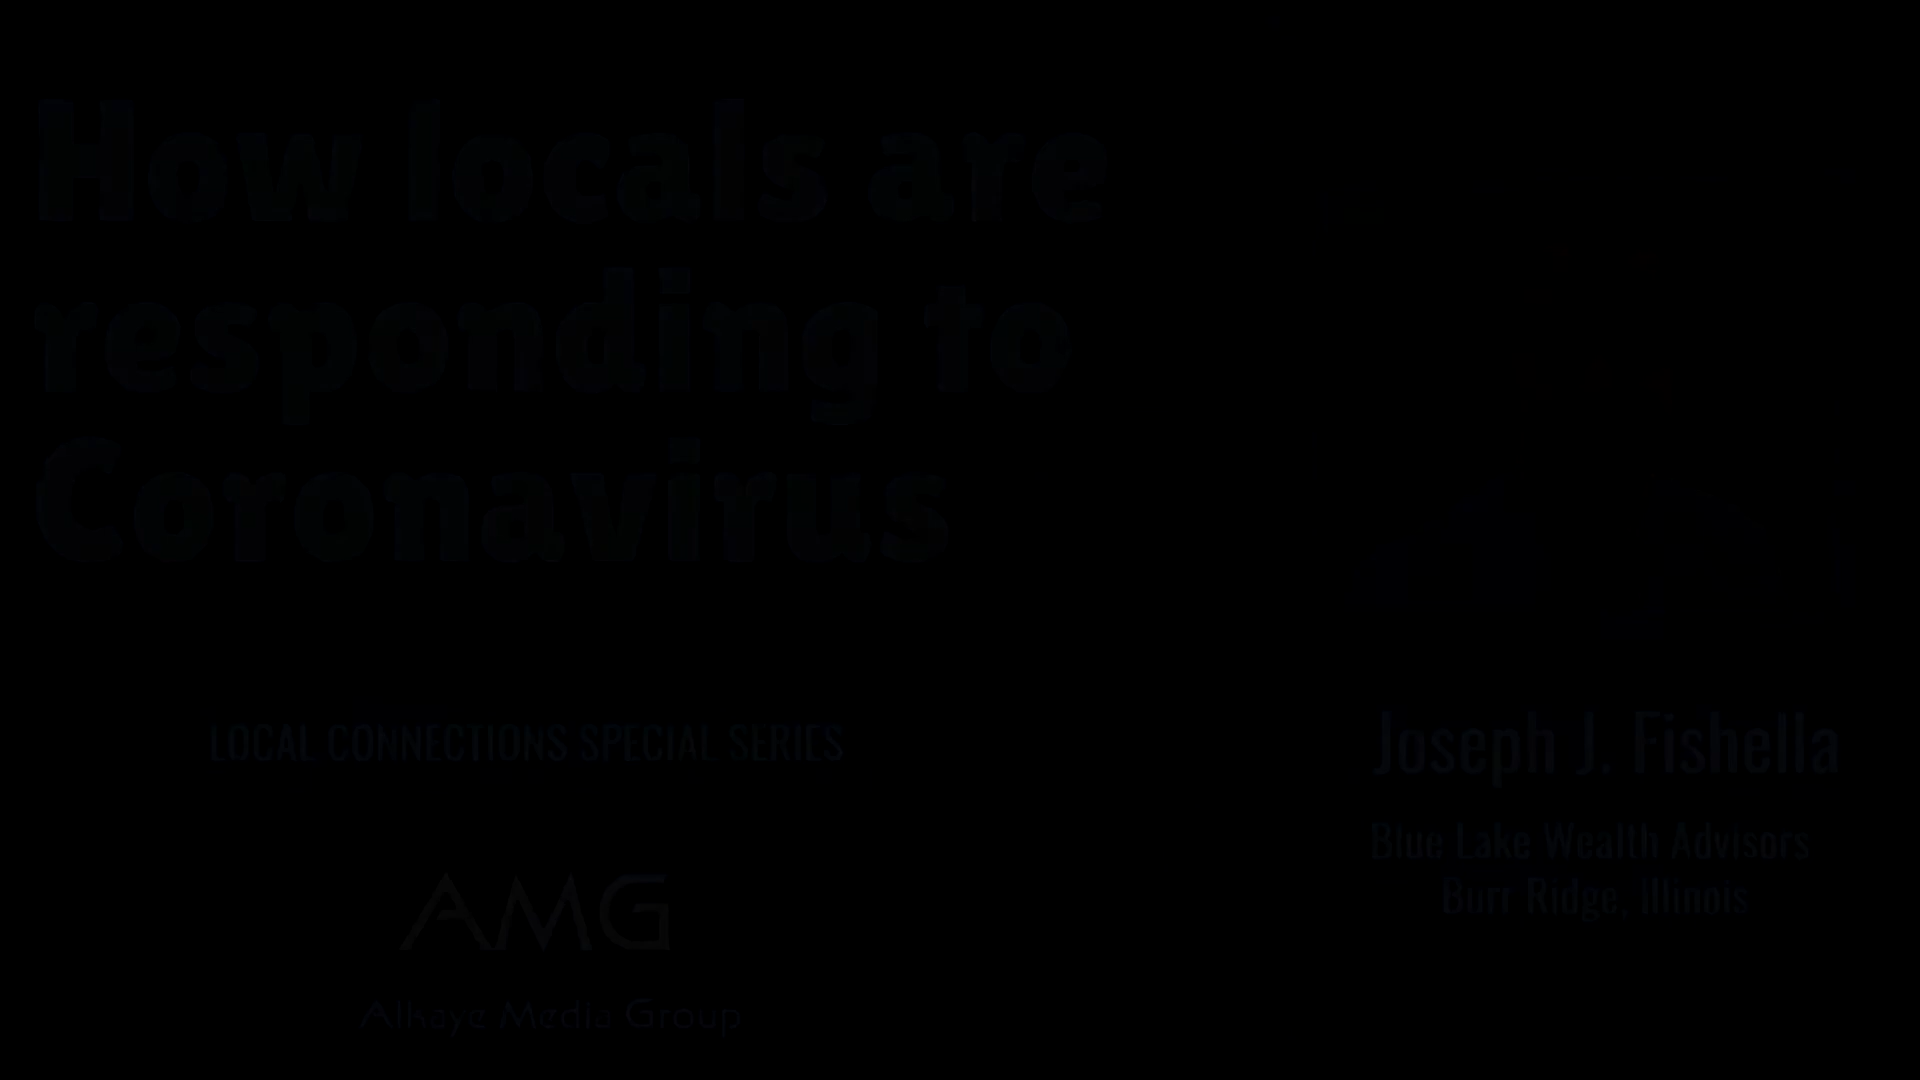 How locals are
responding to
Coronavirus
LOCAL CONNECTIONS SPECIAL SERIES
AMG
Alkaye Media Group
Joseph J. Fishella
Blue Lake Wealth Advisors
Burr Ridge, Illinois